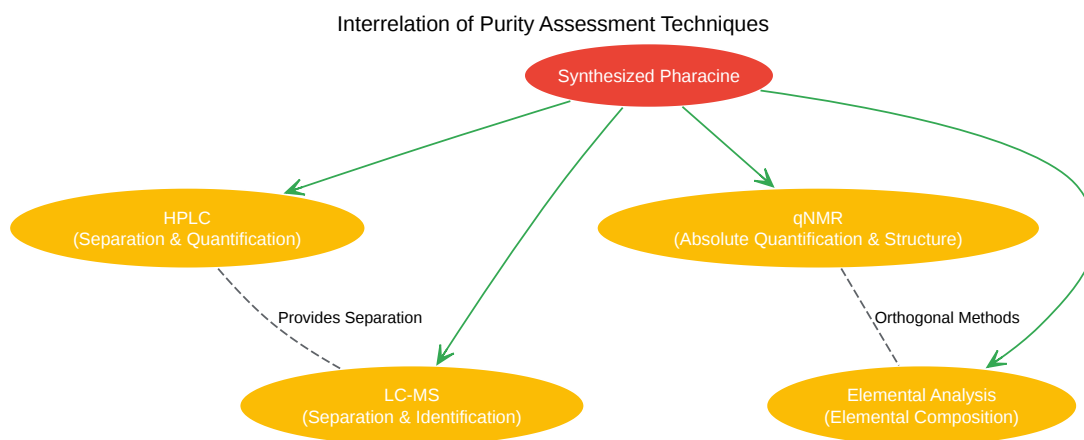 Interrelation of Purity Assessment Techniques
Synthesized Pharacine
HPLC
(Separation & Quantification)
qNMR
(Absolute Quantification & Structure)
Provides Separation
Orthogonal Methods
LC-MS
(Separation & Identification)
Elemental Analysis
(Elemental Composition)